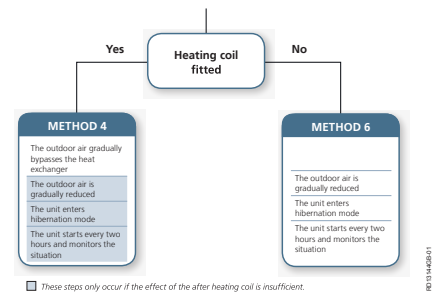 Yes
Heating coil
fitted
No
METHOD 4
The outdoor air gradually
bypasses the heat
exchanger
The outdoor air is
gradually reduced
The unit enters
hibernation mode
The unit starts every two
hours and monitors the
situation
METHOD 6
The outdoor air is
gradually reduced
The unit enters
hibernation mode
The unit starts every two
hours and monitors the
situation
These steps only occur if the effect of the after heating coil is insufficient.
RD13144GB-01